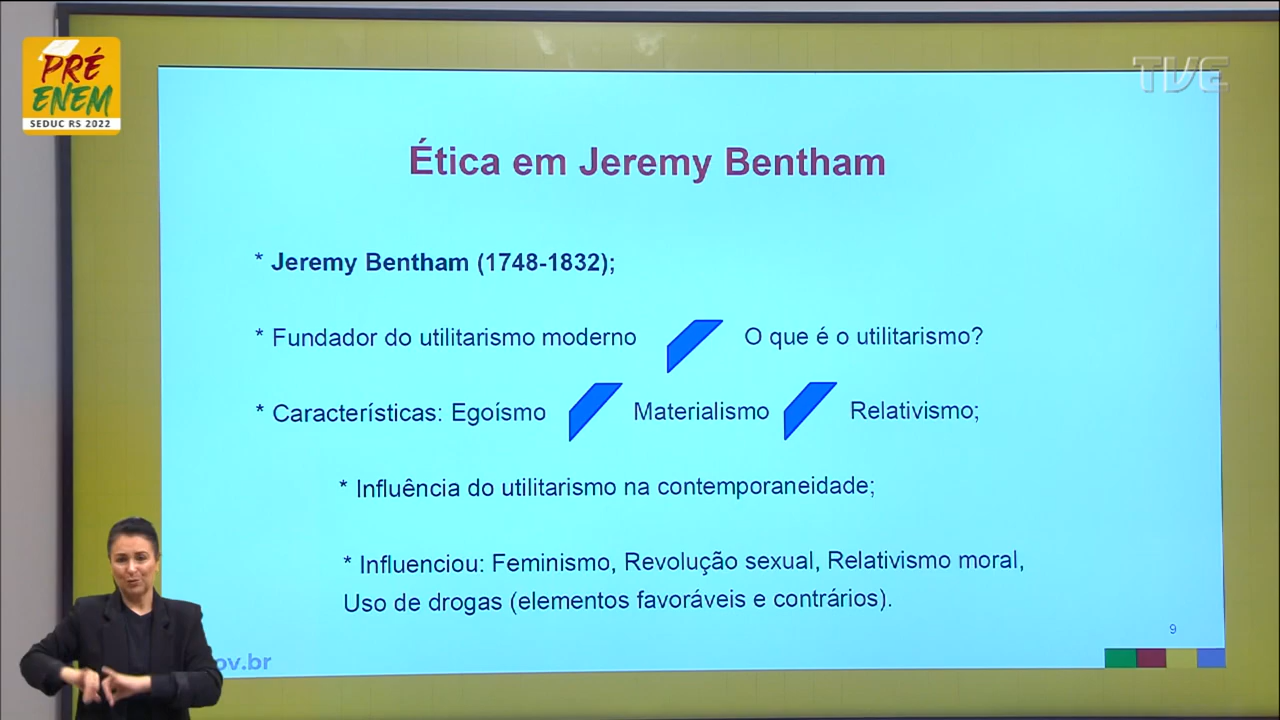 PRÉ
ENEM
SEDUC RS 2022
TVE
Ética em Jeremy Bentham
* Jeremy Bentham (1748-1832);
* Fundador do utilitarismo moderno O que é o utilitarismo?
* Características: Egoísmo Materialismo Relativismo;
* Influência do utilitarismo na contemporaneidade;
* Influenciou: Feminismo, Revolução sexual, Relativismo moral,
Uso de drogas (elementos favoráveis e contrários).
9
ov.br